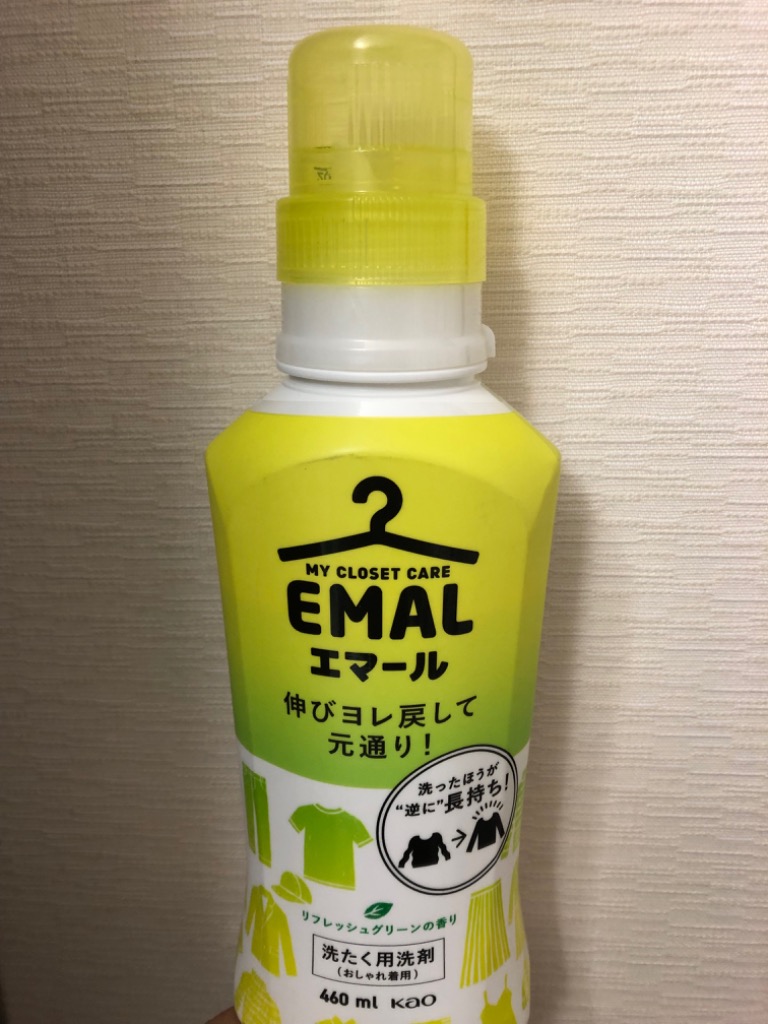 MY CLOSET CARE
EMAL
エマール
伸びヨレ戻して
元通り!
洗ったほうが
“逆に”長持ち!
リフレッシュグリーンの香り
洗たく用洗剤
(おしゃれ着用)
460 ml Kao